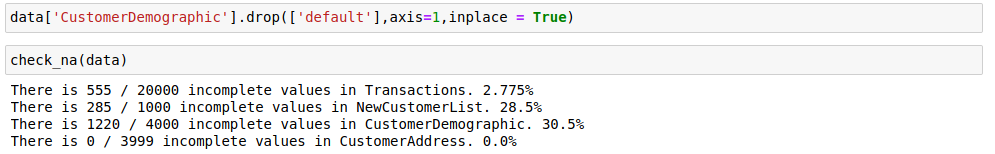 data['CustomerDemographic'].drop(['default'],axis=1,inplace = True)
check_na(data)
There is 555 / 20000 incomplete values in Transactions. 2.775%
There is 285 / 1000 incomplete values in NewCustomerList. 28.5%
There is 1220 / 4000 incomplete values in CustomerDemographic. 30.5%
There is 0 / 3999 incomplete values in CustomerAddress. 0.0%